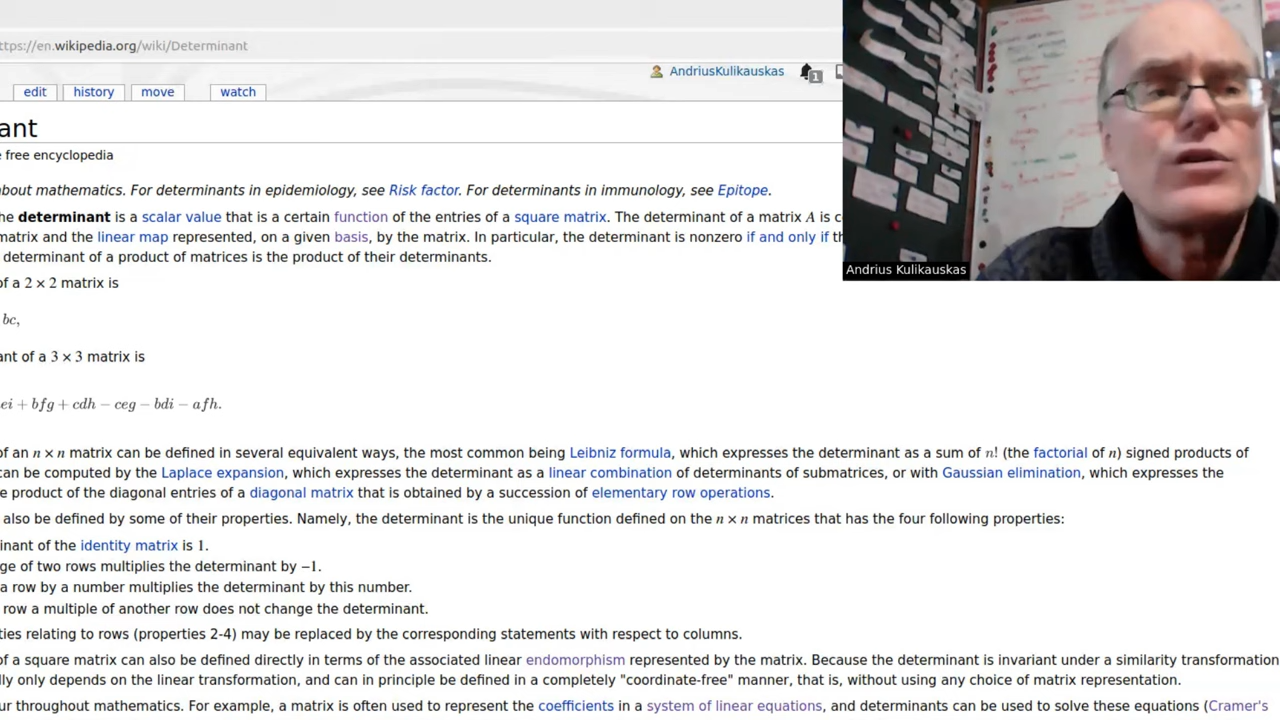 ttps://en.wikipedia.org/wiki/Determinant
AndriusKulikauskas
1
edit history move watch
ant
free encyclopedia
about mathematics. For determinants in epidemiology, see Risk factor. For determinants in immunology, see Epitope.
he determinant is a scalar value that is a certain function of the entries of a square matrix. The determinant of a matrix A is c
matrix and the linear map represented, on a given basis, by the matrix. In particular, the determinant is nonzero if and only if th
determinant of a product of matrices is the product of their determinants.
Andrius Kulikauskas
of a 2 × 2 matrix is
bc,
ant of a 3 × 3 matrix is
ei + bfg + cdh − ceg − bdi − afh.
of an n × n matrix can be defined in several equivalent ways, the most common being Leibniz formula, which expresses the determinant as a sum of n! (the factorial of n) signed products of
can be computed by the Laplace expansion, which expresses the determinant as a linear combination of determinants of submatrices, or with Gaussian elimination, which expresses the
e product of the diagonal entries of a diagonal matrix that is obtained by a succession of elementary row operations.
also be defined by some of their properties. Namely, the determinant is the unique function defined on the n × n matrices that has the four following properties:
inant of the identity matrix is 1.
ge of two rows multiplies the determinant by −1.
a row by a number multiplies the determinant by this number.
row a multiple of another row does not change the determinant.
ties relating to rows (properties 2-4) may be replaced by the corresponding statements with respect to columns.
of a square matrix can also be defined directly in terms of the associated linear endomorphism represented by the matrix. Because the determinant is invariant under a similarity transformation
lly only depends on the linear transformation, and can in principle be defined in a completely "coordinate-free" manner, that is, without using any choice of matrix representation.
ur throughout mathematics. For example, a matrix is often used to represent the coefficients in a system of linear equations, and determinants can be used to solve these equations (Cramer's